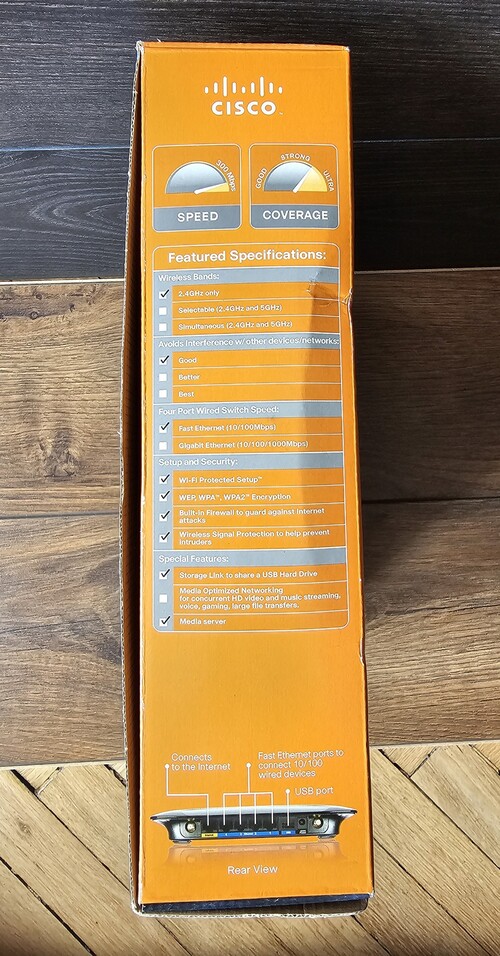 CISCO
300 Mbps
SPEED
GOOD STRONG ULTRA
COVERAGE
Featured Specifications:
Wireless Bands:
2.4GHz only
Selectable (2.4GHz and 5GHz)
Simultaneous (2.4GHz and 5GHz)
Avoids Interference w/ other devices/networks:
Good
Better
Best
Four Port Wired Switch Speed:
Fast Ethernet (10/100Mbps)
Gigabit Ethernet (10/100/1000Mbps)
Setup and Security:
Wi-Fi Protected Setup™
WEP, WPA™, WPA2™ Encryption
Built-in Firewall to guard against Internet
attacks
Wireless Signal Protection to help prevent
intruders
Special Features:
Storage Link to share a USB Hard Drive
Media Optimized Networking
for concurrent HD video and music streaming,
voice, gaming, large file transfers.
Media server
Connects
to the Internet
Fast Ethernet ports to
connect 10/100
wired devices
USB port
Rear View